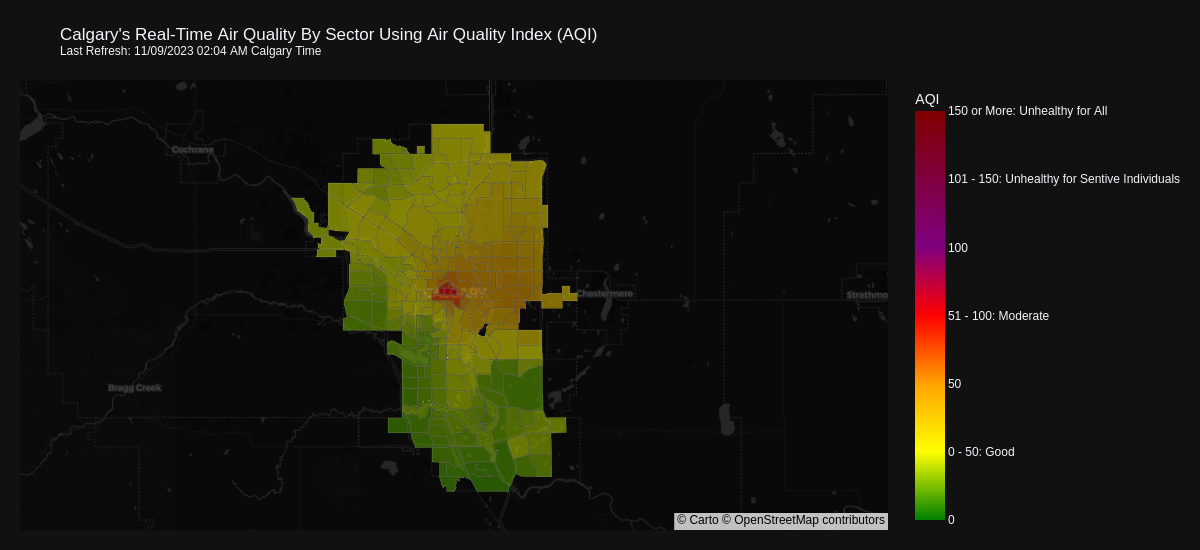 Calgary's Real-Time Air Quality By Sector Using Air Quality Index (AQI)
Last Refresh: 11/09/2023 02:04 AM Calgary Time
AQI
150 or More: Unhealthy for All
Cochrane
101 - 150: Unhealthy for Sentive Individuals
100
CALGARY
Chestermere
Strathmo
51 - 100: Moderate
Bragg Creek
50
0 - 50: Good
0
© Carto © OpenStreetMap contributors